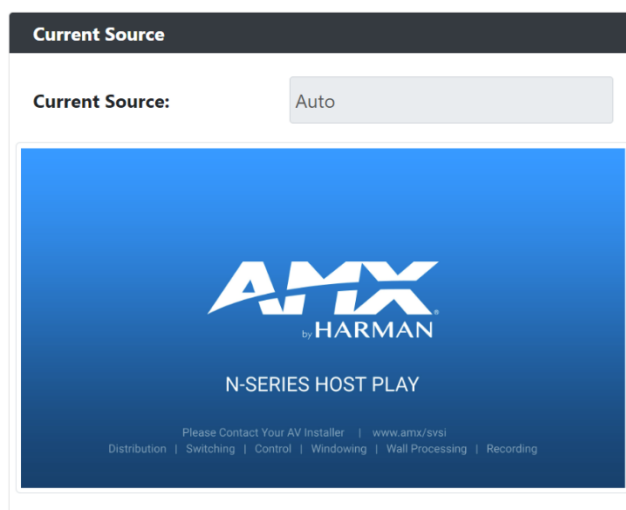 Current Source
Current Source: Auto
AMX®
by HARMAN
N-SERIES HOST PLAY
Please Contact Your AV Installer | www.amx/svsi
Distribution | Switching | Control | Windowing | Wall Processing | Recording